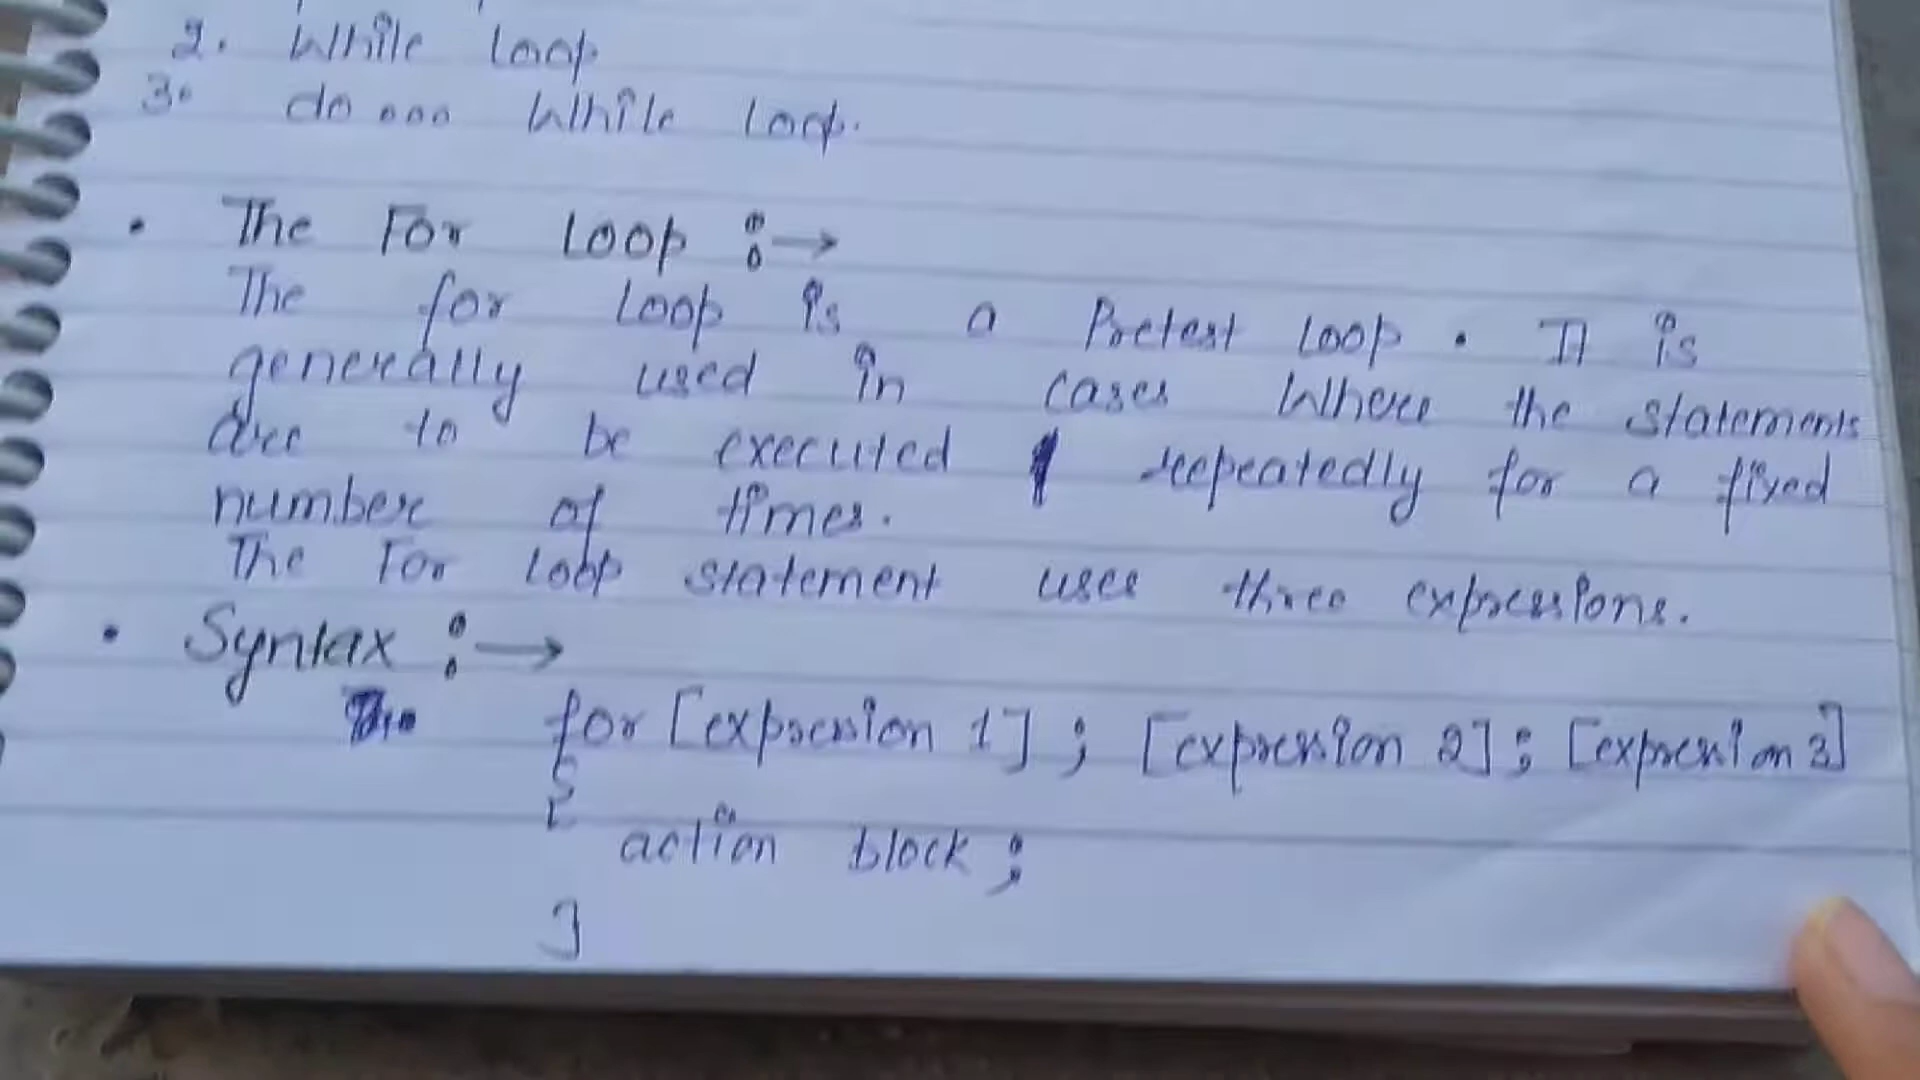 2. While loop
3. do ... While loop.
• The For Loop :→
The for loop is a Pretest loop. It is
generally used in cases Where the statements
are to be executed repeatedly for a fixed
number of times.
The For loop statement uses three expressions.
• Syntax :→
for [expression 1] ; [expression 2] ; [expression 3]
{
action block ;
}